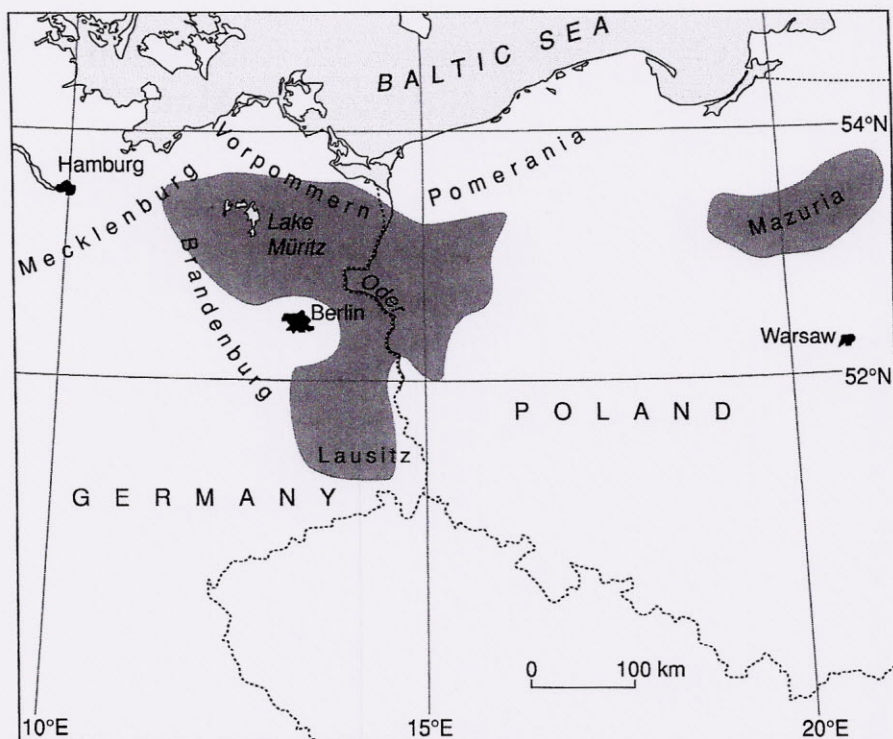 BALTIC SEA
54°N
Hamburg
Vorpommern
Pomerania
Mecklenburg
Lake
Müritz
Mazuria
Brandenburg
Oder
Berlin
Warsaw
52°N
POLAND
Lausitz
GERMANY
0 100 km
10°E 15°E 20°E